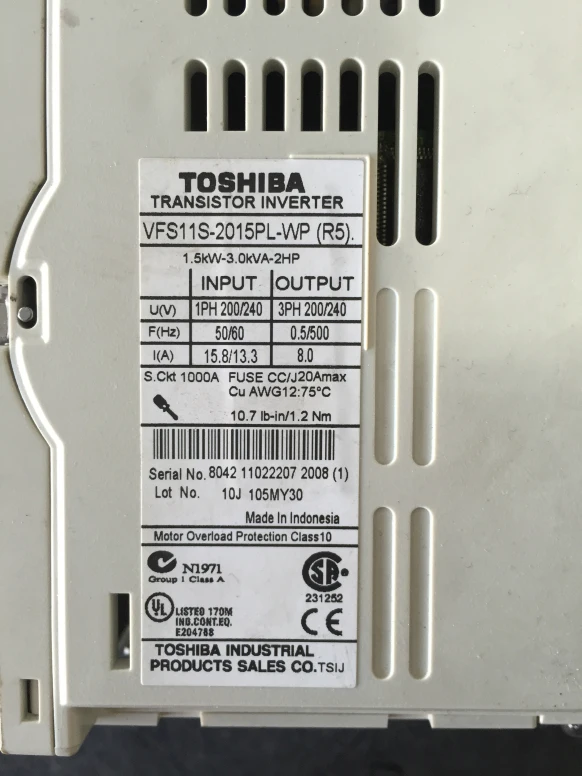 TOSHIBA
TRANSISTOR INVERTER
VFS11S-2015PL-WP (R5).
1.5kW-3.0kVA-2HP
INPUT OUTPUT
U(V) 1PH 200/240 3PH 200/240
F(Hz) 50/60 0.5/500
I(A) 15.8/13.3 8.0
S.Ckt 1000A FUSE CC/J20Amax
Cu AWG12:75°C
10.7 lb-in/1.2 Nm
Serial No. 8042 11022207 2008 (1)
Lot No. 10J 105MY30
Made In Indonesia
Motor Overload Protection Class10
N1971
Group 1 Class A
SA
231252
UL
LISTED 170M
IND.CONT.EQ.
E204788
CE
TOSHIBA INDUSTRIAL
PRODUCTS SALES CO.TSIJ